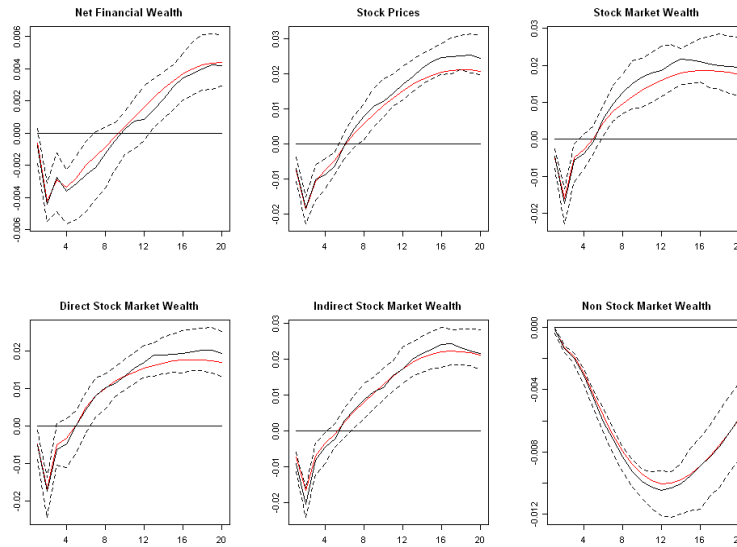 Net Financial Wealth
0.006
0.004
0.002
0.000
-0.002
-0.004
-0.006
4 8 12 16 20
Stock Prices
0.03
0.02
0.01
0.00
-0.01
-0.02
4 8 12 16 20
Stock Market Wealth
0.03
0.02
0.01
0.00
-0.01
-0.02
4 8 12 16 20
Direct Stock Market Wealth
0.02
0.01
0.00
-0.01
-0.02
4 8 12 16 20
Indirect Stock Market Wealth
0.03
0.02
0.01
0.00
-0.01
-0.02
4 8 12 16 20
Non Stock Market Wealth
0.000
-0.004
-0.008
-0.012
4 8 12 16 20